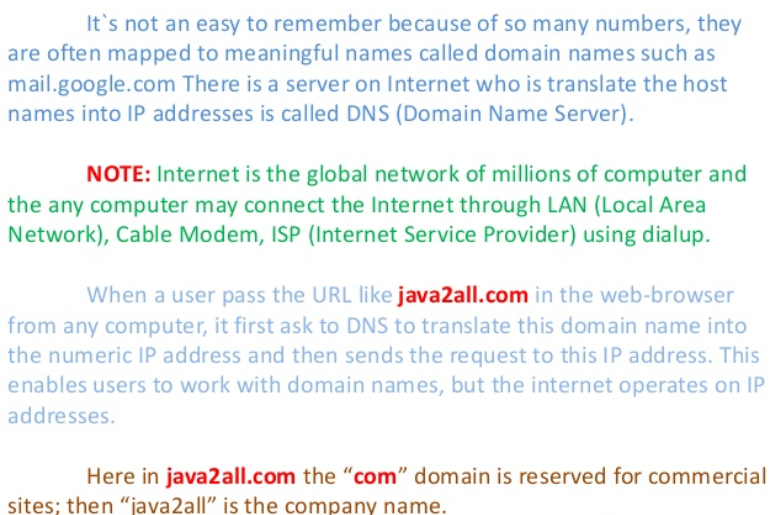 It`s not an easy to remember because of so many numbers, they
are often mapped to meaningful names called domain names such as
mail.google.com There is a server on Internet who is translate the host
names into IP addresses is called DNS (Domain Name Server).
NOTE: Internet is the global network of millions of computer and
the any computer may connect the Internet through LAN (Local Area
Network), Cable Modem, ISP (Internet Service Provider) using dialup.
When a user pass the URL like java2all.com in the web-browser
from any computer, it first ask to DNS to translate this domain name into
the numeric IP address and then sends the request to this IP address. This
enables users to work with domain names, but the internet operates on IP
addresses.
Here in java2all.com the “com” domain is reserved for commercial
sites; then “java2all” is the company name.